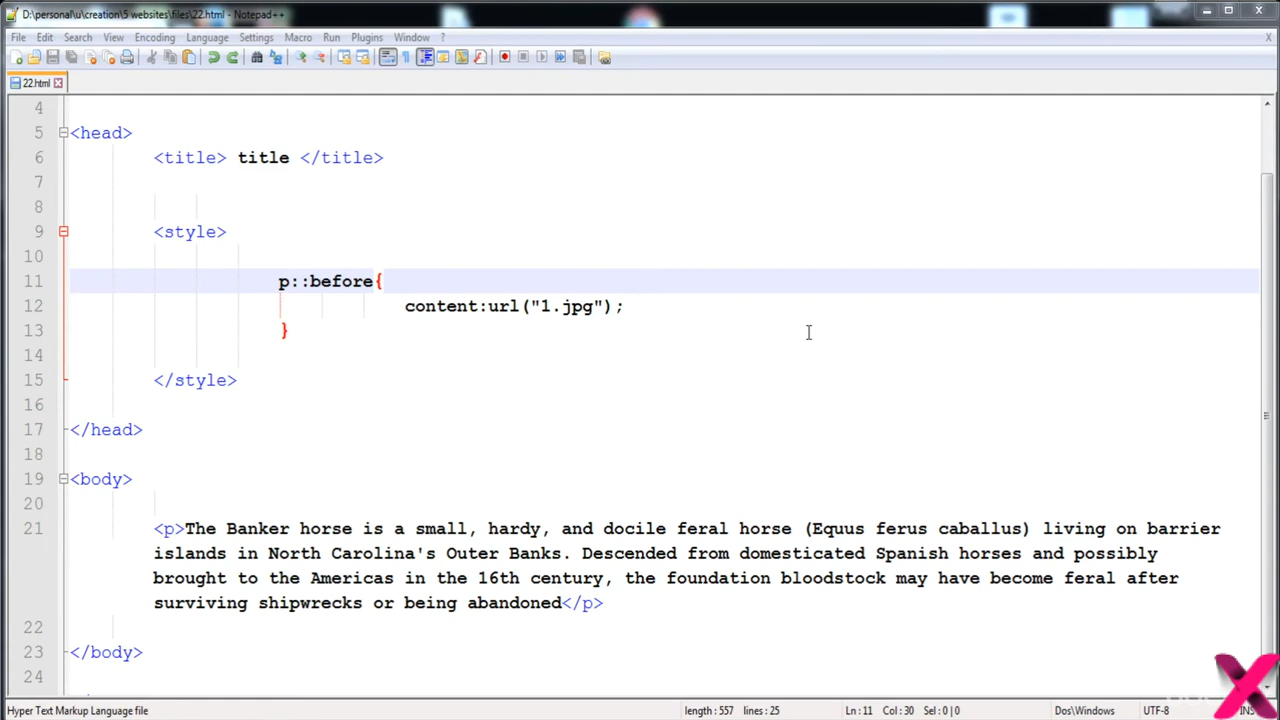 D:\personal\u\creation\5 websites\files\22.html - Notepad++
File Edit Search View Encoding Language Settings Macro Run Plugins Window ? X
22.html
4
5 <head>
6 <title> title </title>
7
8
9 <style>
10
11 p::before{
12 content:url("1.jpg");
13 }
14
15 </style>
16
17 </head>
18
19 <body>
20
21 <p>The Banker horse is a small, hardy, and docile feral horse (Equus ferus caballus) living on barrier
islands in North Carolina's Outer Banks. Descended from domesticated Spanish horses and possibly
brought to the Americas in the 16th century, the foundation bloodstock may have become feral after
surviving shipwrecks or being abandoned</p>
22
23 </body>
24
Hyper Text Markup Language file length : 557 lines : 25 Ln : 11 Col : 30 Sel : 0 | 0 Dos\Windows UTF-8 INS